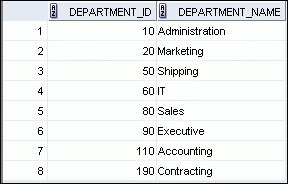 DEPARTMENT_ID DEPARTMENT_NAME
1 10 Administration
2 20 Marketing
3 50 Shipping
4 60 IT
5 80 Sales
6 90 Executive
7 110 Accounting
8 190 Contracting